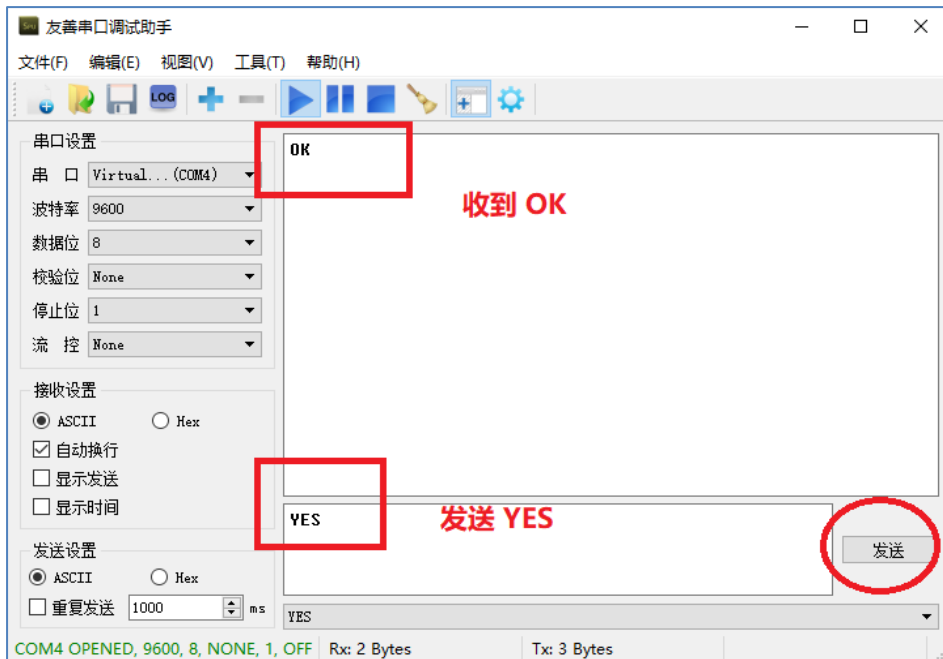 友善串口调试助手
文件(F) 编辑(E) 视图(V) 工具(T) 帮助(H)
LOG
串口设置
串 口 Virtual...(COM4)
波特率 9600
数据位 8
校验位 None
停止位 1
流 控 None
接收设置
ASCII Hex
自动换行
显示发送
显示时间
发送设置
ASCII Hex
重复发送 1000 ms
OK
收到 OK
YES
发送 YES
发送
YES
COM4 OPENED, 9600, 8, NONE, 1, OFF Rx: 2 Bytes Tx: 3 Bytes